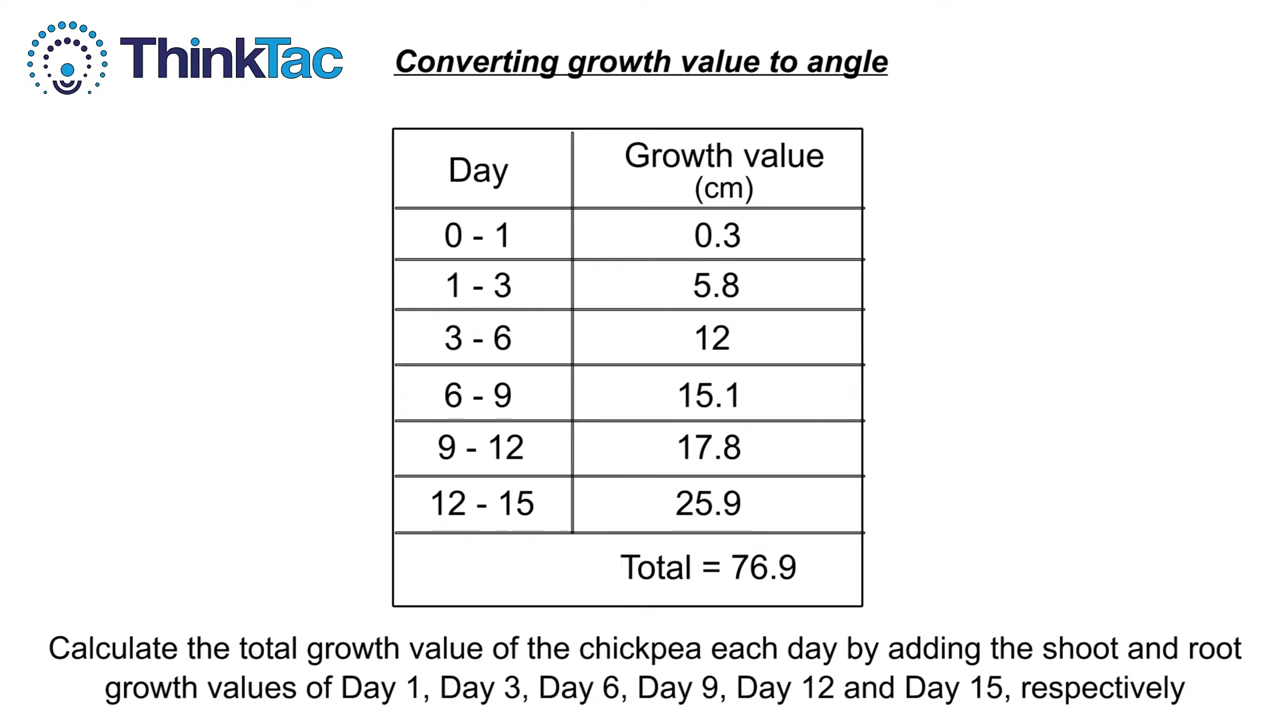 ThinkTac
Converting growth value to angle
Day
Growth value
(cm)
0 - 1
0.3
1 - 3
5.8
3 - 6
12
6 - 9
15.1
9 - 12
17.8
12 - 15
25.9
Total = 76.9
Calculate the total growth value of the chickpea each day by adding the shoot and root
growth values of Day 1, Day 3, Day 6, Day 9, Day 12 and Day 15, respectively